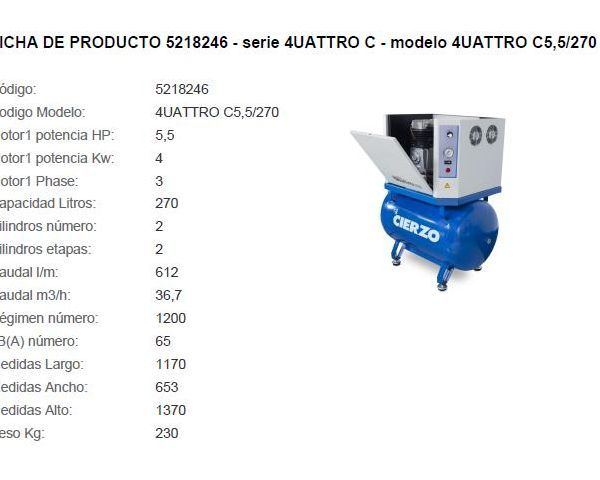 ICHA DE PRODUCTO 5218246 - serie 4UATTRO C - modelo 4UATTRO C5,5/270
ódigo: 5218246
odigo Modelo: 4UATTRO C5,5/270
otor1 potencia HP: 5,5
otor1 potencia Kw: 4
otor1 Phase: 3
apacidad Litros: 270
ilindros número: 2
ilindros etapas: 2
audal l/m: 612
audal m3/h: 36,7
égimen número: 1200
B(A) número: 65
edidas Largo: 1170
edidas Ancho: 653
edidas Alto: 1370
eso Kg: 230
CIERZO